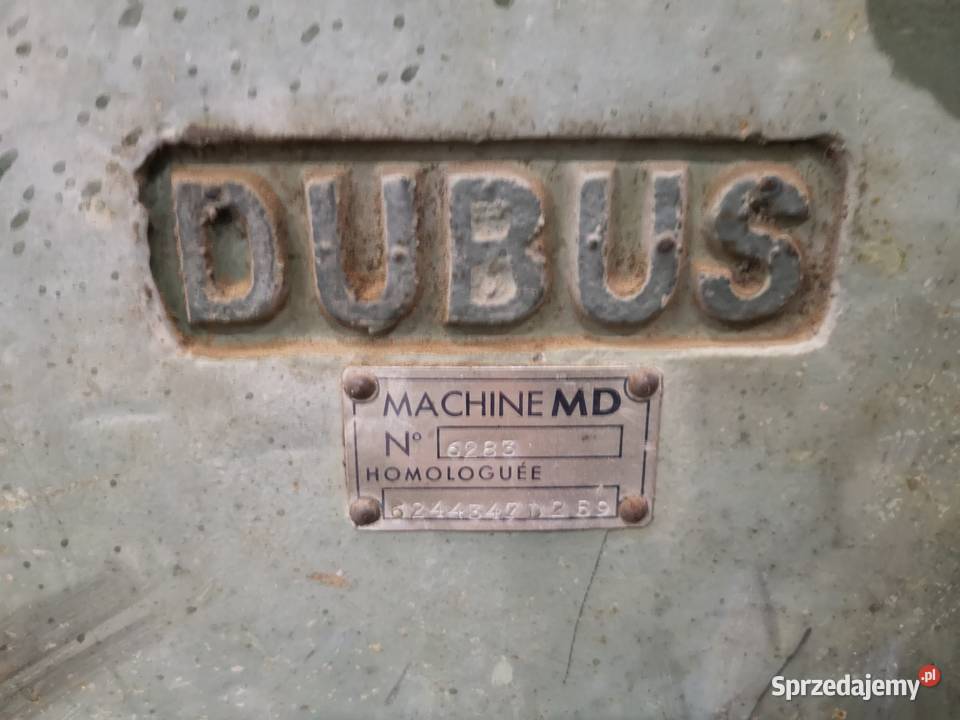 DUBUS
MACHINE MD
N° 6283
HOMOLOGUÉE
Sprzedajemy.pl